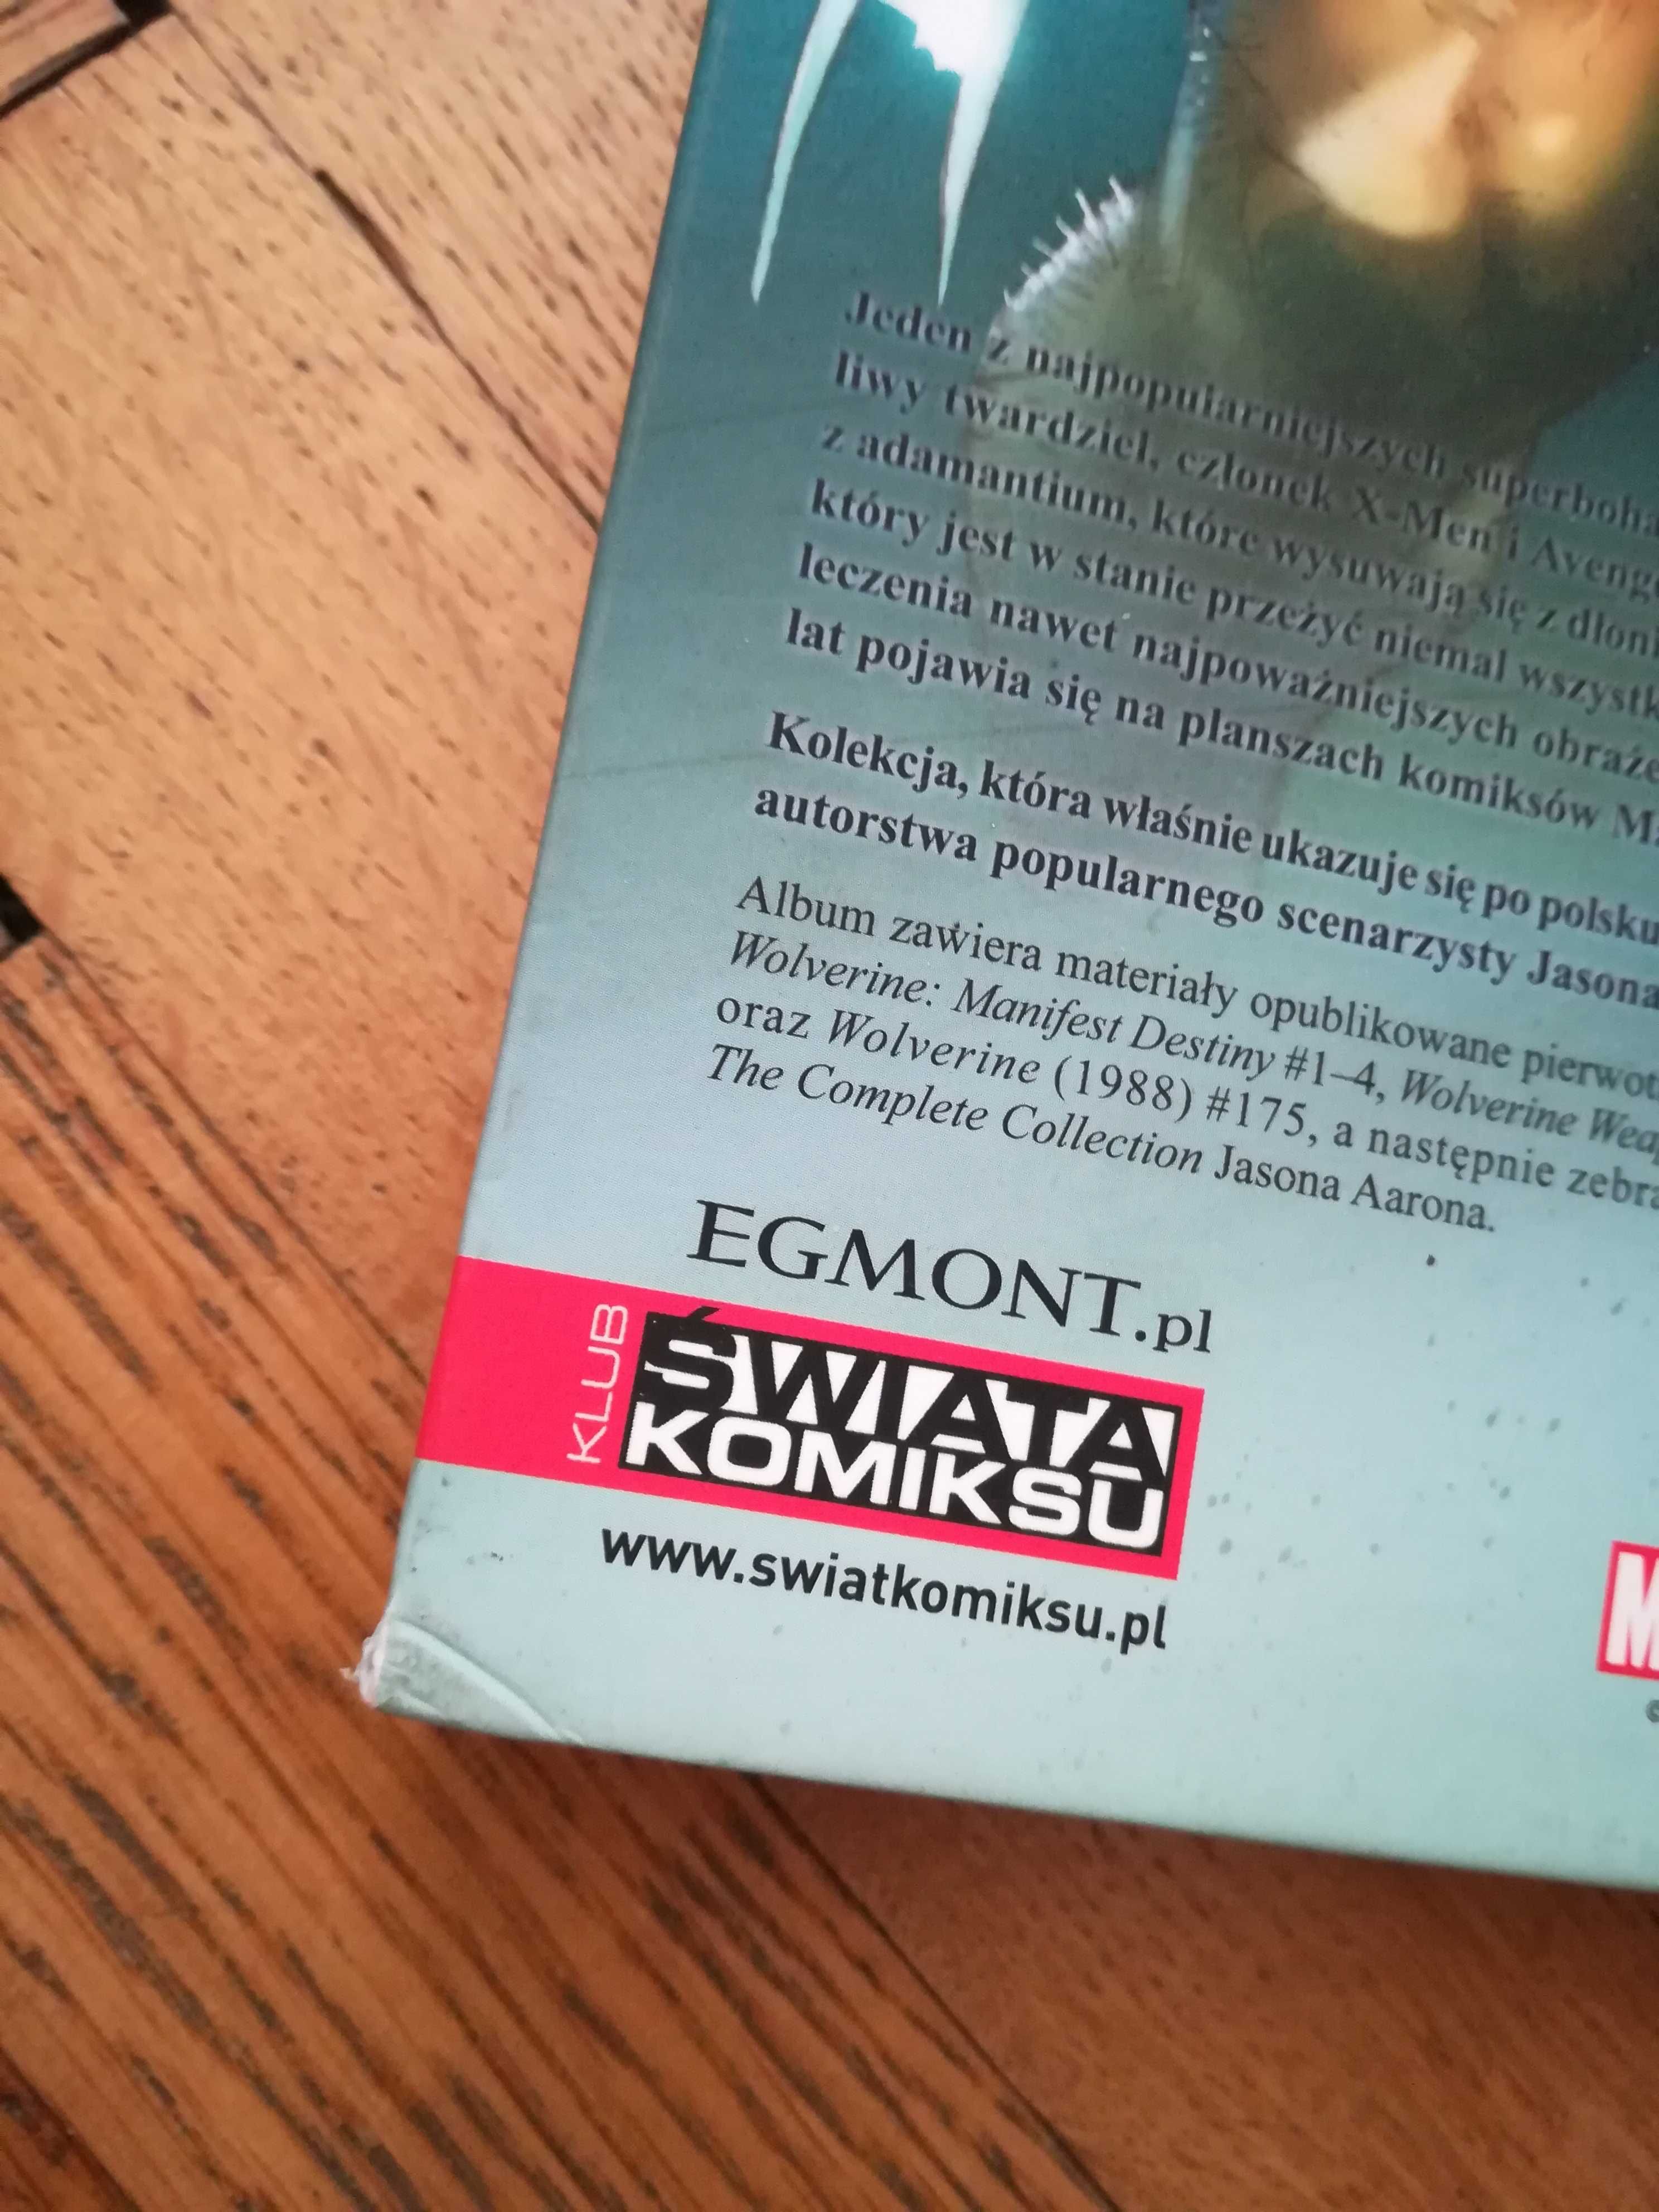 Jeden z najpopularniejszych superboha
liwy twardziel, członek X-Men i Avenge
z adamantium, które wysuwają się z dłoni
który jest w stanie przeżyć niemal wszystk
leczenia nawet najpoważniejszych obraże
lat pojawia się na planszach komiksów Ma
Kolekcja, która właśnie ukazuje się po polsku
autorstwa popularnego scenarzysty Jasona
Album zawiera materiały opublikowane pierwot
Wolverine: Manifest Destiny #1–4, Wolverine Weap
oraz Wolverine (1988) #175, a następnie zebra
The Complete Collection Jasona Aarona.
EGMONT.pl
KLUB
ŚWIATA
KOMIKSU
www.swiatkomiksu.pl
M